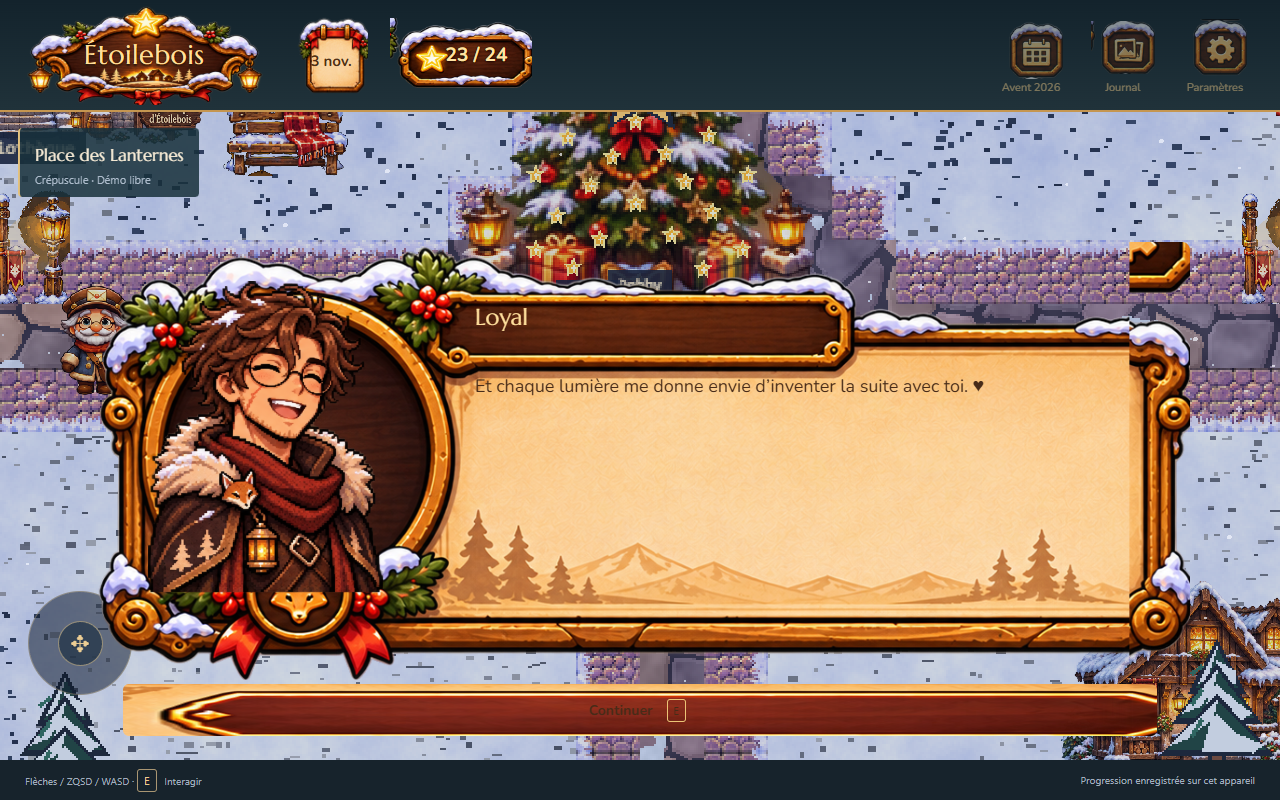 Étoilebois
3 nov.
23 / 24
Avent 2026
Journal
Paramètres
d'Étoilebois
Place des Lanternes
Crépuscule · Démo libre
Loyal
Et chaque lumière me donne envie d’inventer la suite avec toi. ♥
Continuer E
Flèches / ZQSD / WASD · E Interagir
Progression enregistrée sur cet appareil